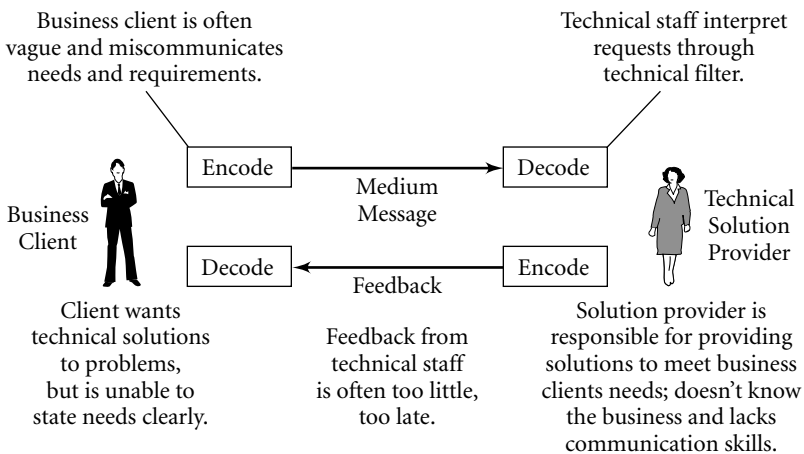 Business client is often
vague and miscommunicates
needs and requirements.
Technical staff interpret
requests through
technical filter.
Encode
Medium
Message
Decode
Business
Client
Technical
Solution
Provider
Decode
Feedback
Encode
Client wants
technical solutions
to problems,
but is unable to
state needs clearly.
Feedback from
technical staff
is often too little,
too late.
Solution provider is
responsible for providing
solutions to meet business
clients needs; doesn’t know
the business and lacks
communication skills.